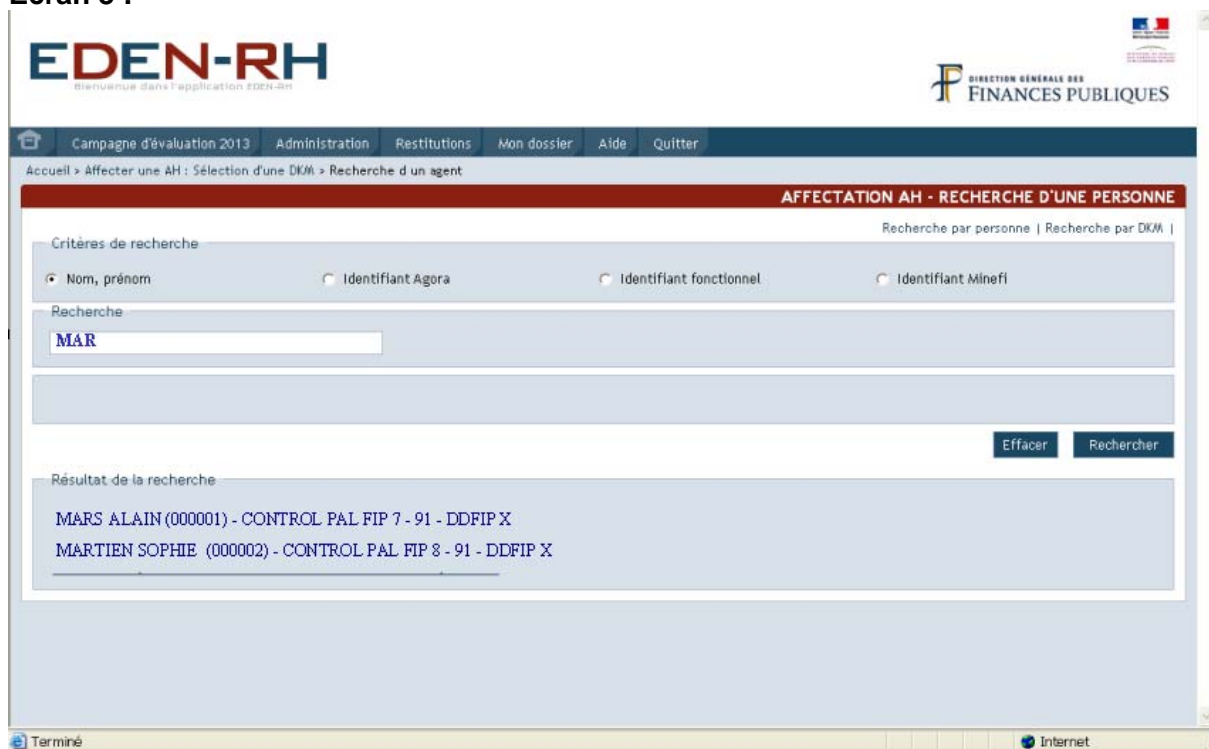 EDEN-RH
Bienvenue dans l'application EDEN-RH
DIRECTION GÉNÉRALE DES
FINANCES PUBLIQUES
Campagne d'évaluation 2013 Administration Restitutions Mon dossier Aide Quitter
Accueil > Affecter une AH : Sélection d'une DKM > Recherche d un agent
AFFECTATION AH - RECHERCHE D'UNE PERSONNE
Recherche par personne | Recherche par DKM |
Critères de recherche
Nom, prénom Identifiant Agora Identifiant fonctionnel Identifiant Minefi
Recherche
MAR
Effacer Rechercher
Résultat de la recherche
MARS ALAIN (000001) - CONTROL PAL FIP 7 - 91 - DDFIP X
MARTIEN SOPHIE (000002) - CONTROL PAL FIP 8 - 91 - DDFIP X
Terminé Internet